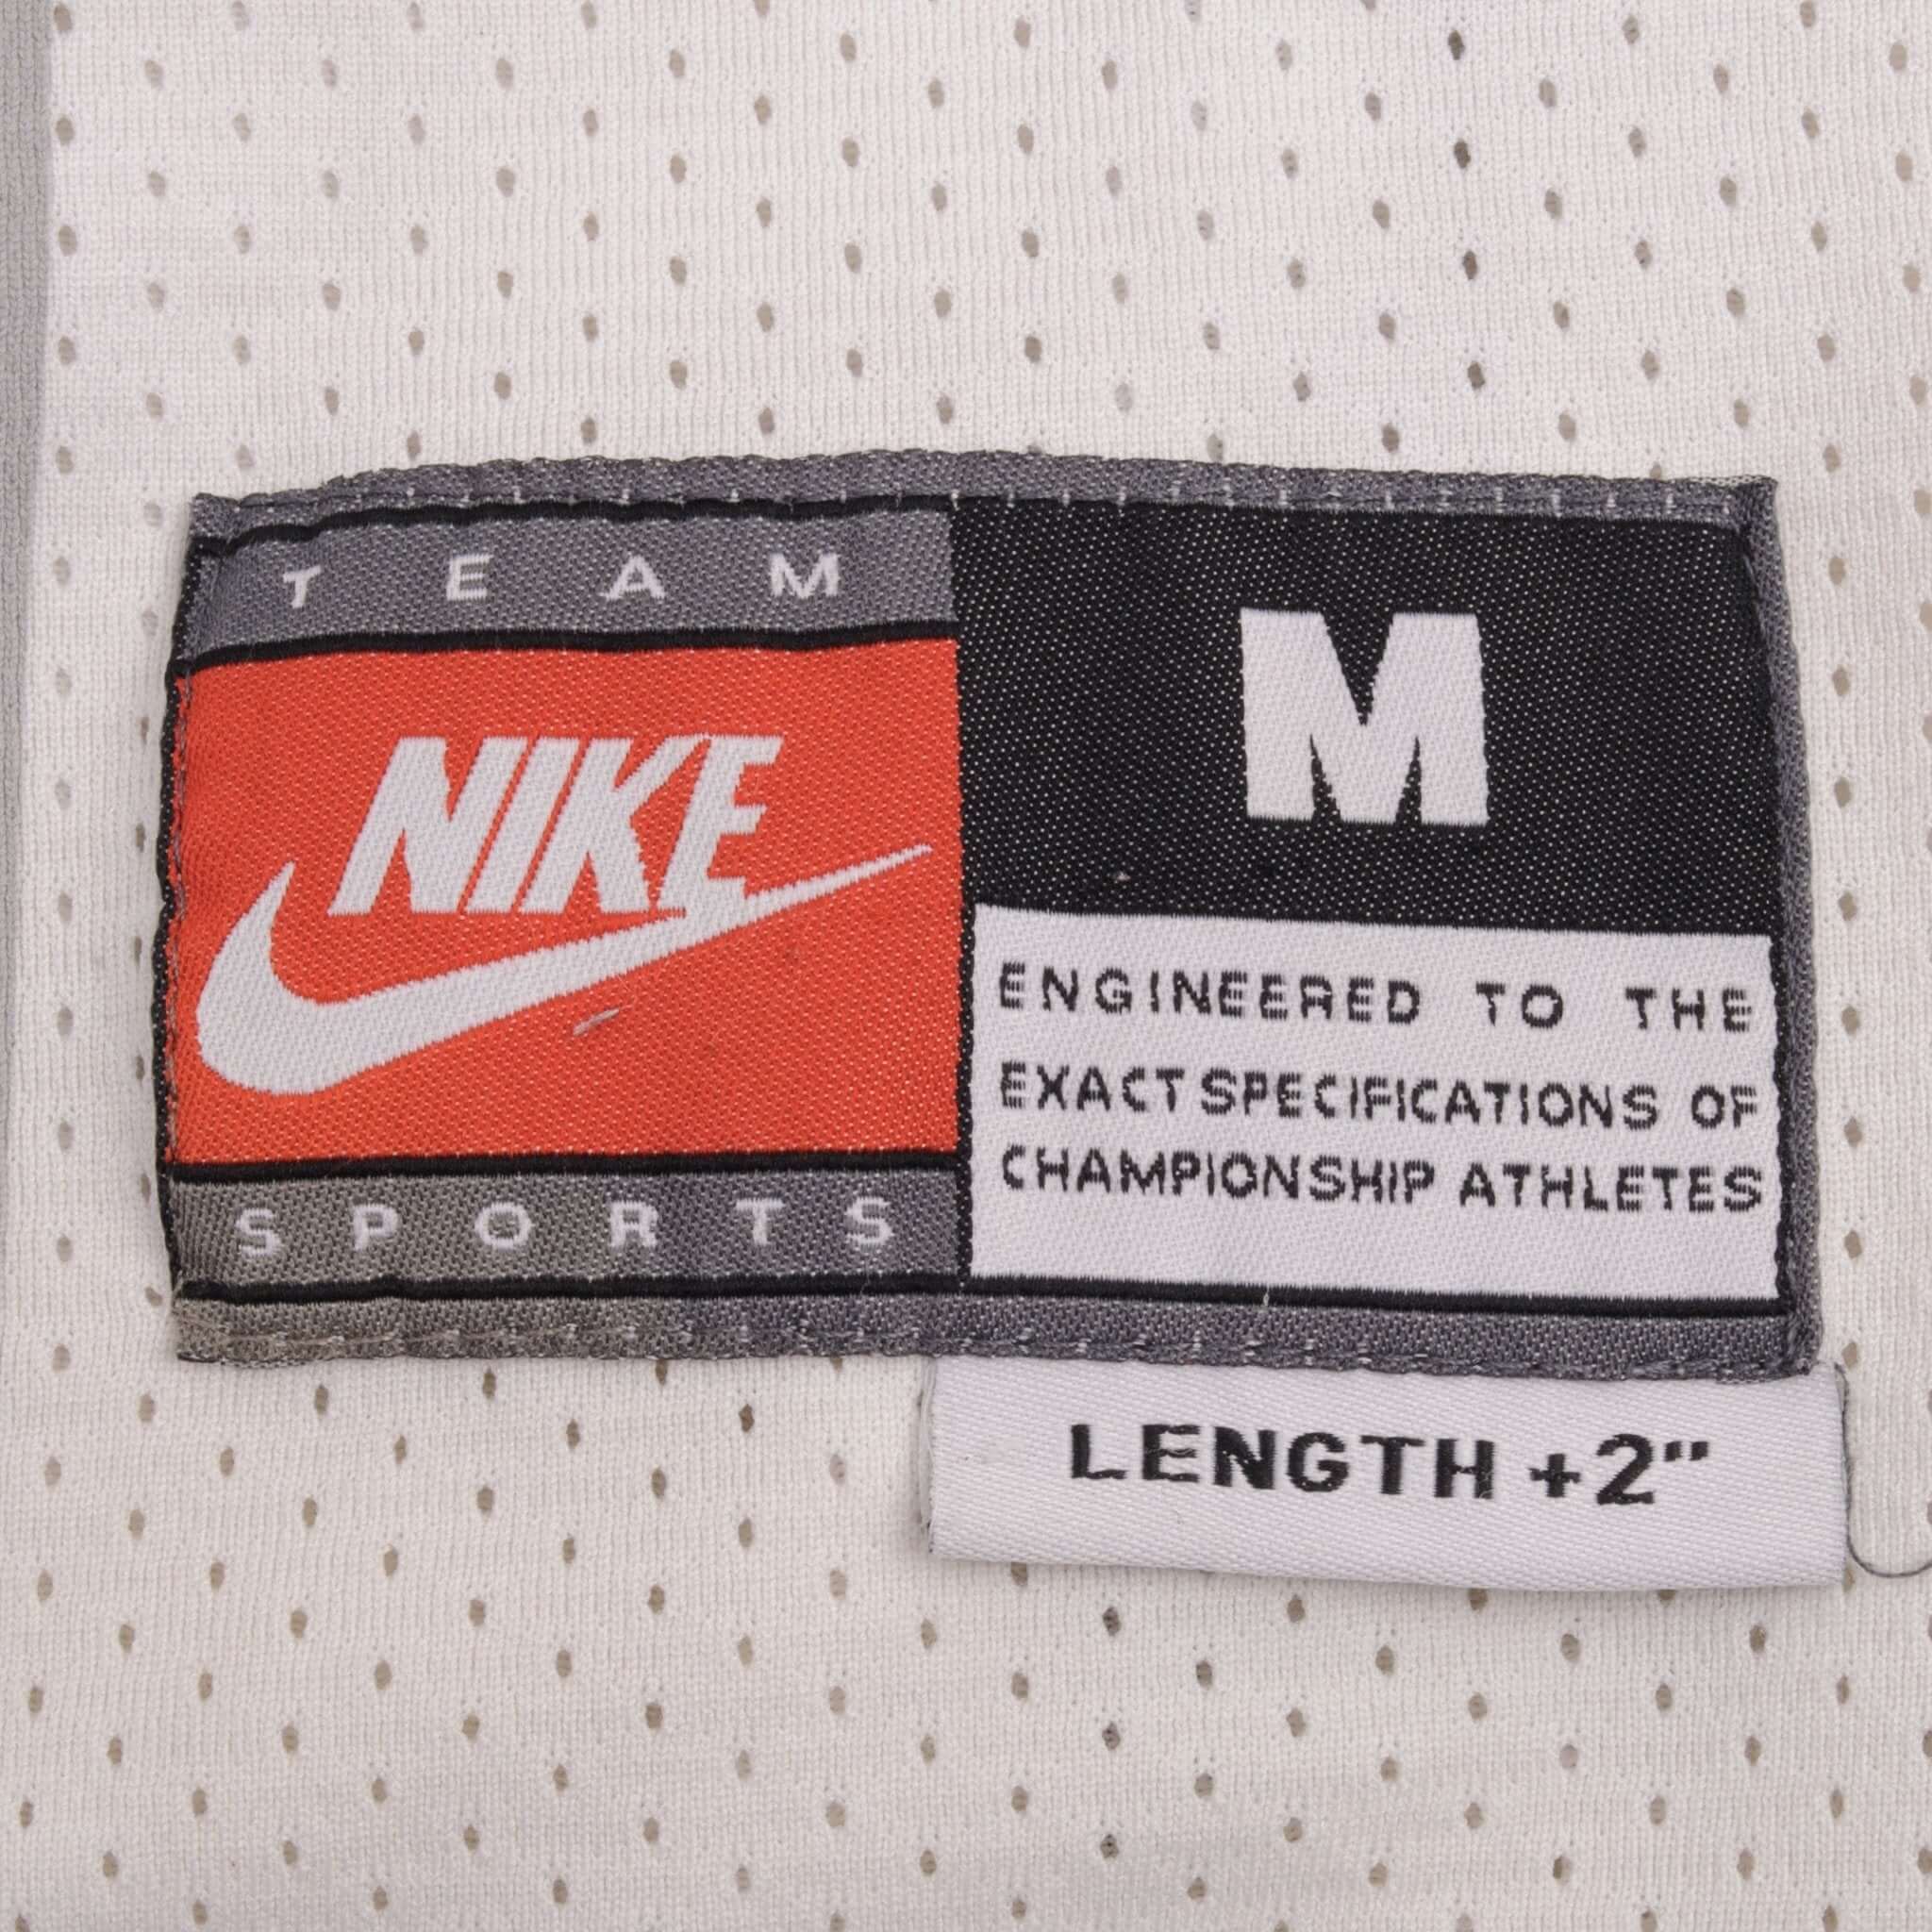 TEAM
NIKE
SPORTS
M
ENGINEERED TO THE
EXACT SPECIFICATIONS OF
CHAMPIONSHIP ATHLETES
LENGTH +2"